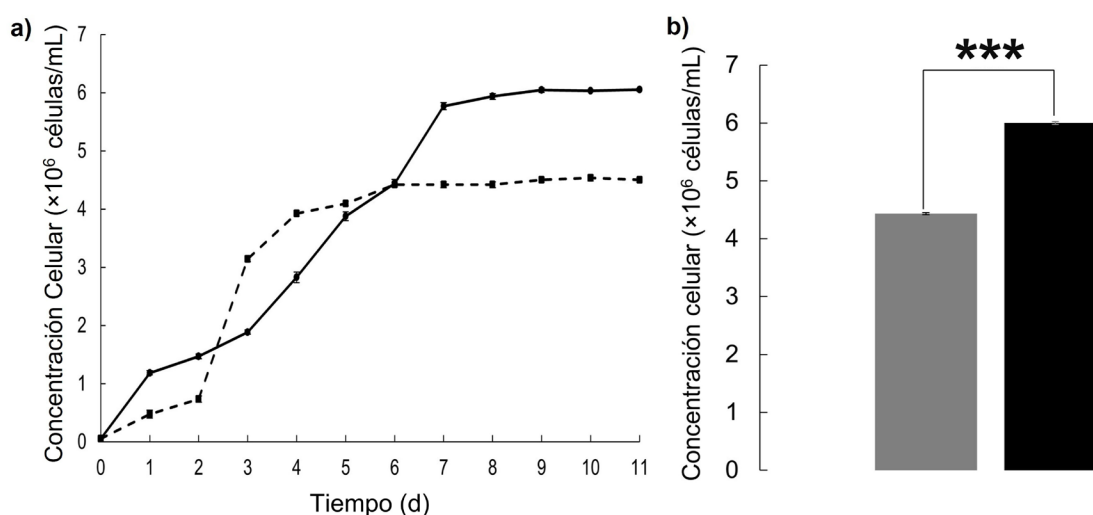 a)
Concentración Celular (×10⁶ células/mL)
7
6
5
4
3
2
1
0
0 1 2 3 4 5 6 7 8 9 10 11
Tiempo (d)
b)
Concentración celular (×10⁶ células/mL)
7
6
5
4
3
2
1
0
***